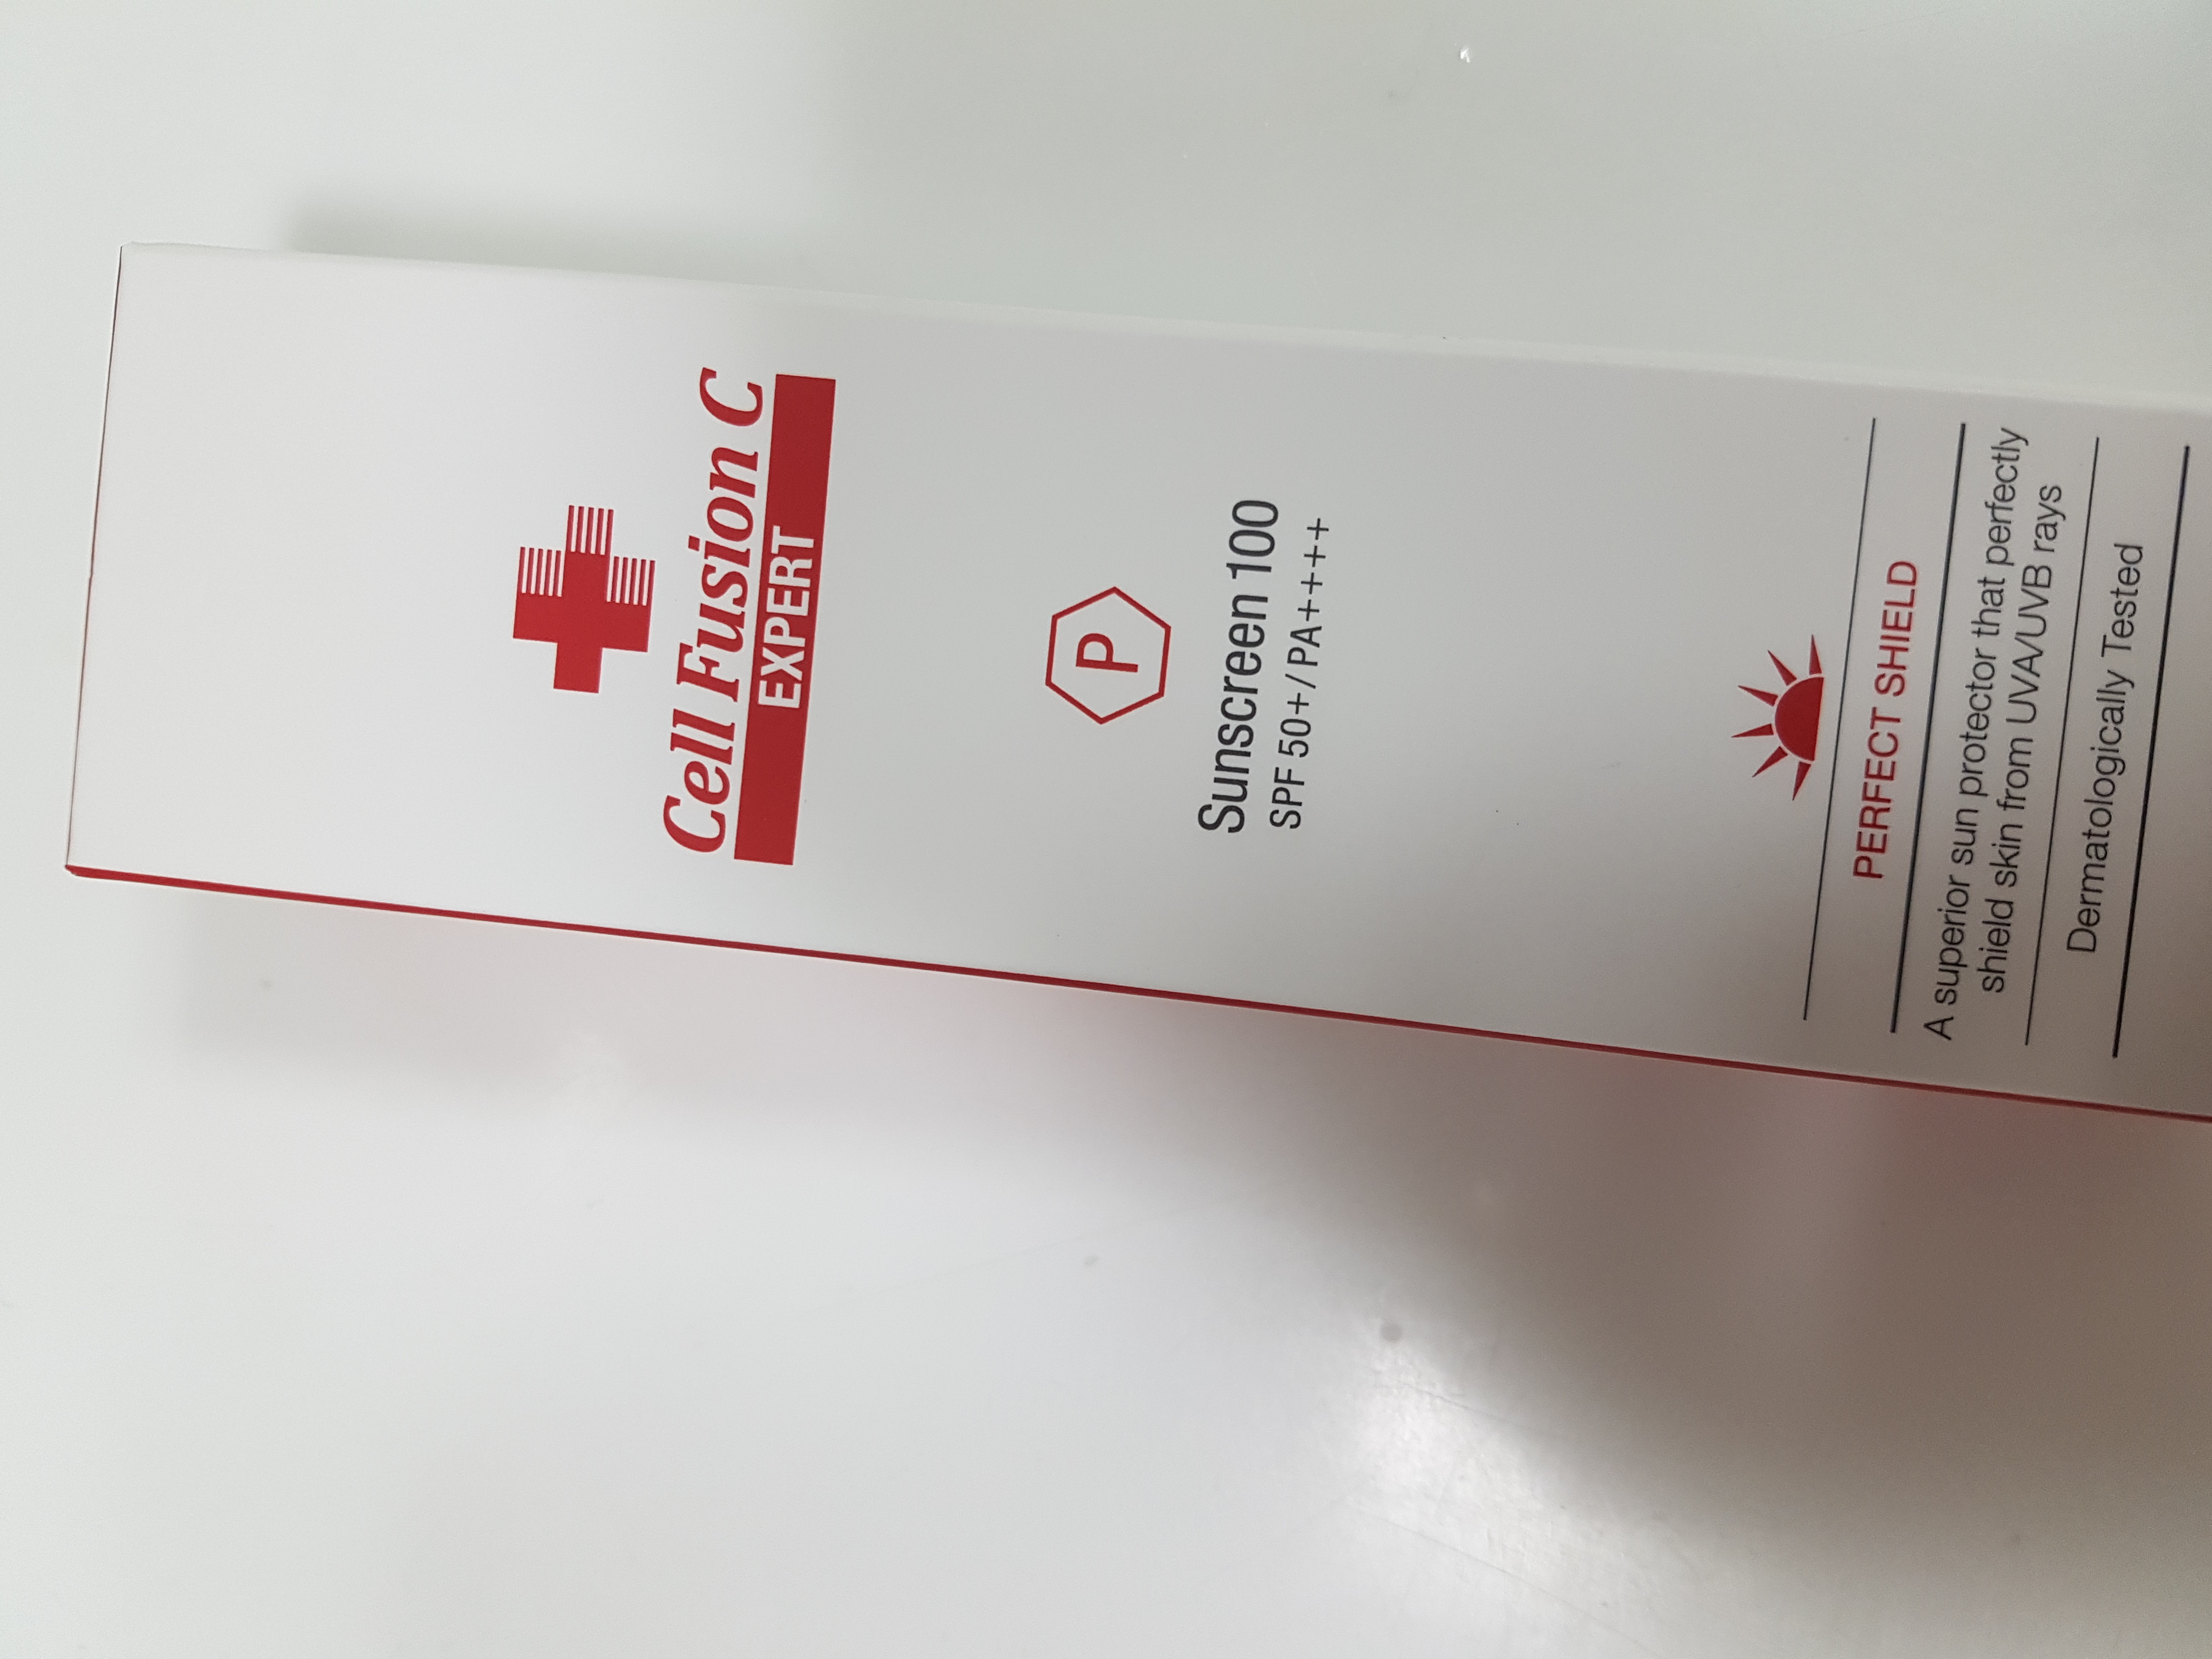 Cell Fusion C
EXPERT
P
Sunscreen 100
SPF 50+/PA++++
PERFECT SHIELD
A superior sun protector that perfectly
shield skin from UVA/UVB rays
Dermatologically Tested